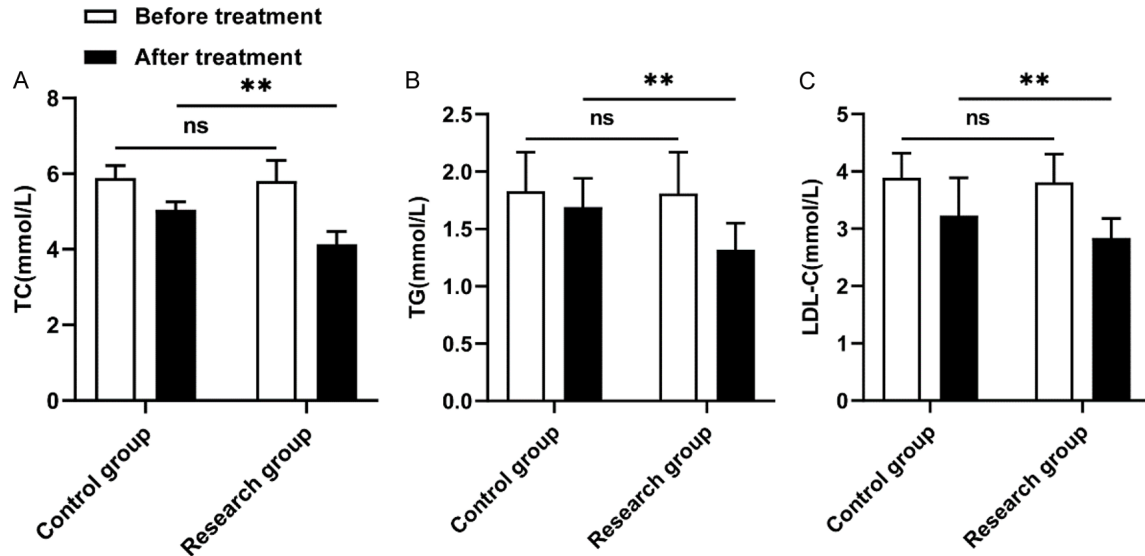 Before treatment
After treatment
A
**
ns
8
6
4
2
0
TC(mmol/L)
Control group
Research group
B
**
ns
2.5
2.0
1.5
1.0
0.5
0.0
TG(mmol/L)
Control group
Research group
C
**
ns
5
4
3
2
1
0
LDL-C(mmol/L)
Control group
Research group